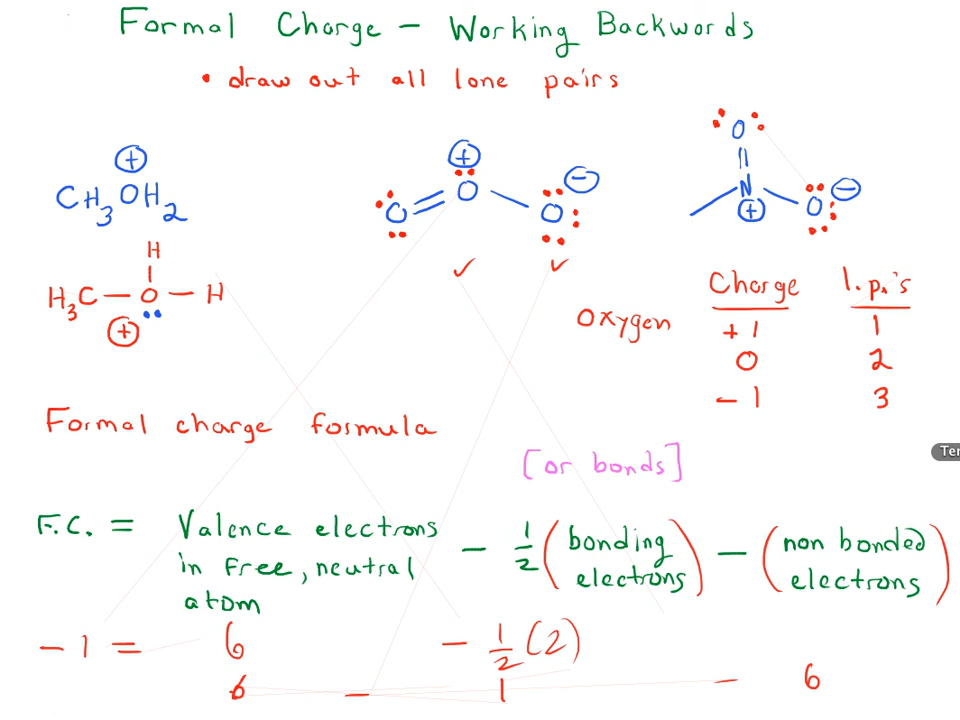 Formal Charge - Working Backwords
• draw out all lone pairs
+
CH3OH2
H
H3C - O - H
+
+
O = O - O -
O
N
+
O -
Charge l.p.'s
Oxygen
+ 1 1
0 2
- 1 3
Formal charge formula
[or bonds]
F.C. = Valence electrons in free, neutral atom - 1/2 (bonding electrons) - (non bonded electrons)
- 1 = 6 - 1/2 (2)
6 - 1 - 6